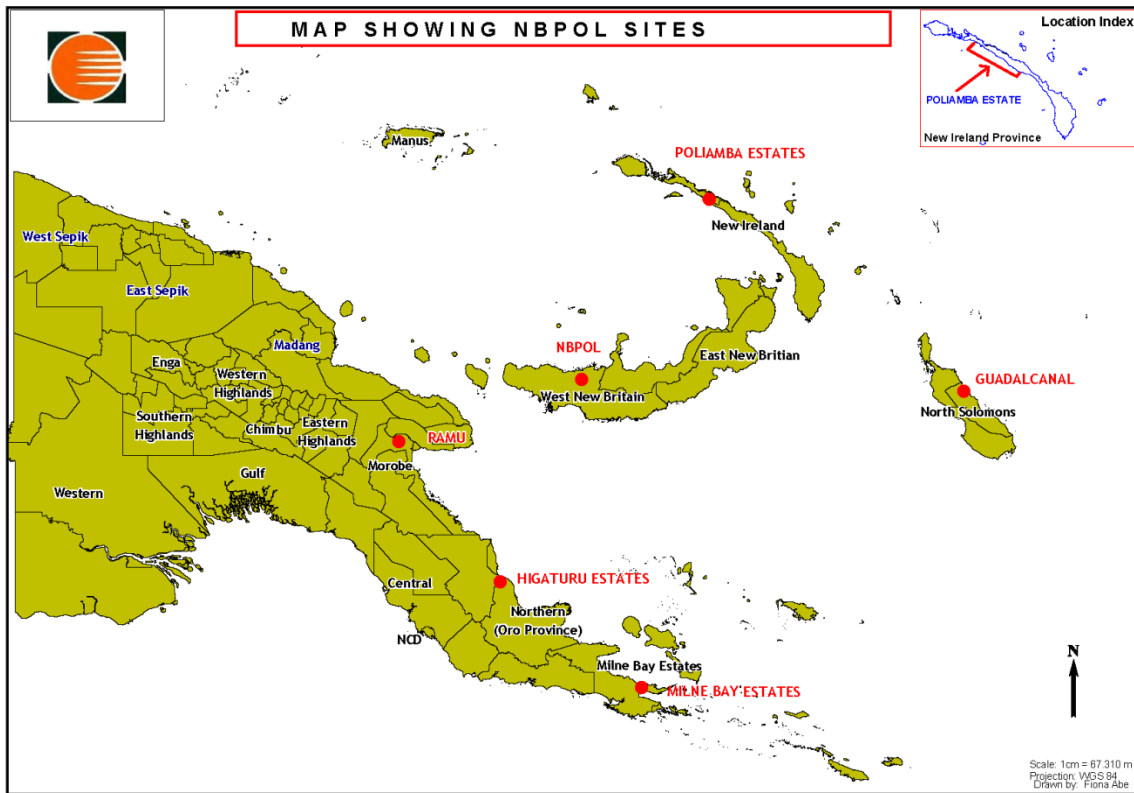 MAP SHOWING NBPOL SITES
Location Index
POLIAMBA ESTATE
New Ireland Province
Manus
POLIAMBA ESTATES
New Ireland
West Sepik
East Sepik
Madang
NBPOL
East New Britian
Enga
Western
Highlands
West New Britain
GUADALCANAL
North Solomons
Southern
Highlands
Chimbu
Eastern
Highlands
RAMU
Morobe
Gulf
Western
Central
HIGATURU ESTATES
Northern
(Oro Province)
NCD
Milne Bay Estates
MILNE BAY ESTATES
N
Scale: 1cm = 67.310 m
Projection: WGS 84
Drawn by: Fiona Abe